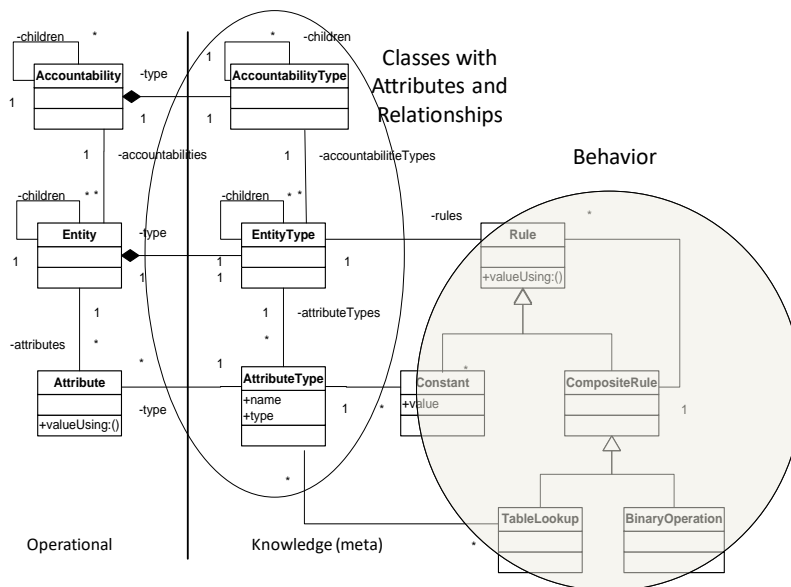 -children
*
*
-children
Accountability
-type
1
AccountabilityType
1
1
1
Classes with
Attributes and
Relationships
1
-accountabilities
1
-accountabilitieTypes
Behavior
-children
* *
-children
* *
-rules
*
Entity
-type
EntityType
Rule
1
1
1
1
1
+valueUsing:()
1
-attributeTypes
-attributes
*
*
*
1
*
Attribute
AttributeType
Constant
CompositeRule
+valueUsing:()
-type
+name
+type
1
*
+value
1
*
TableLookup
BinaryOperation
Operational
Knowledge (meta)
*